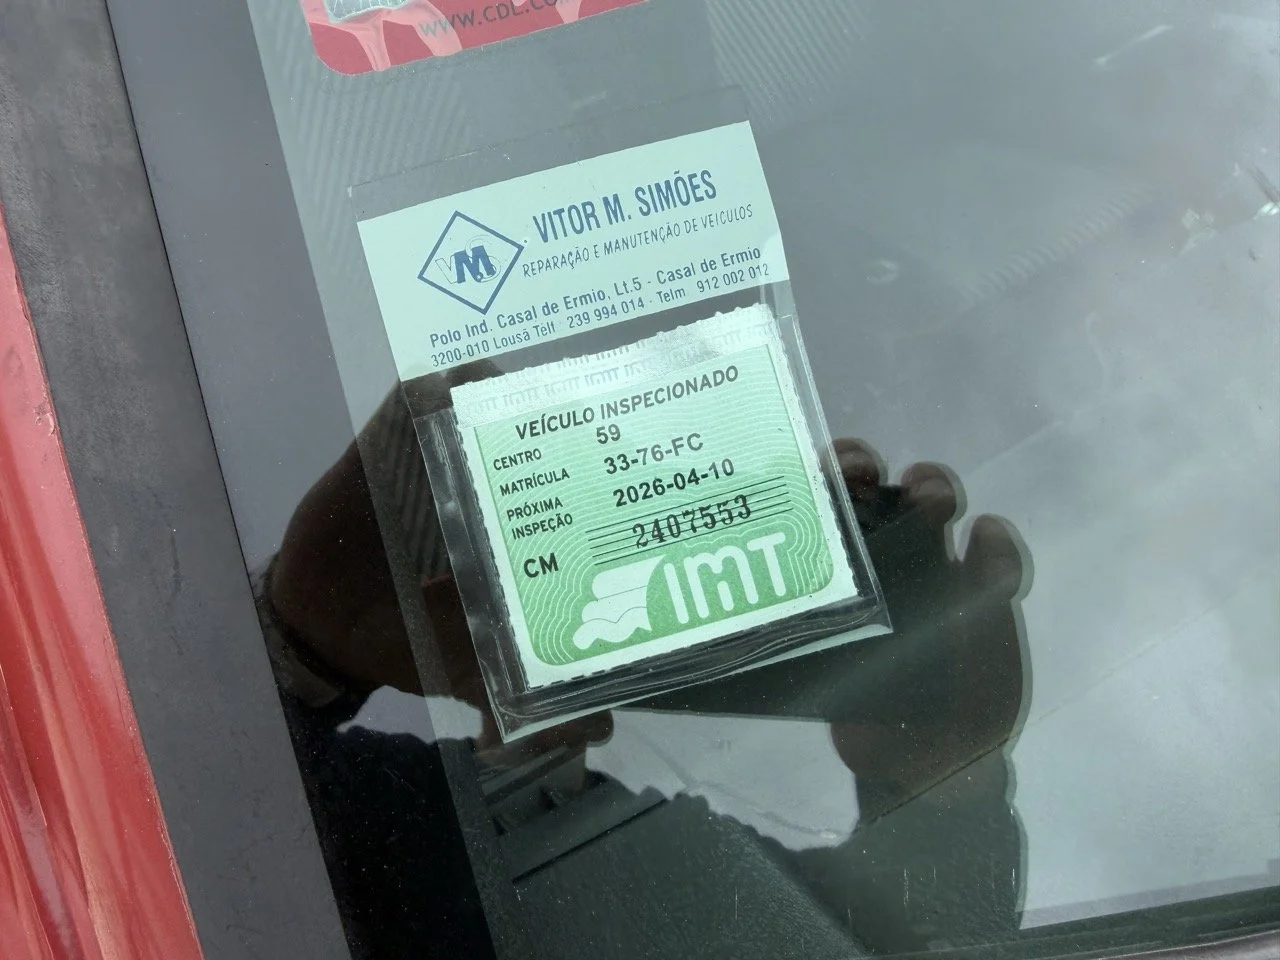 WWW.CDL.CO
VMS
VITOR M. SIMÕES
REPARAÇÃO E MANUTENÇÃO DE VEICULOS
Polo Ind. Casal de Ermio, Lt.5 - Casal de Ermio
3200-010 Lousã Telf 239 994 014 - Telm 912 002 012
VEÍCULO INSPECIONADO
CENTRO 59
MATRÍCULA 33-76-FC
PRÓXIMA
INSPEÇÃO 2026-04-10
CM 2407553
IMT